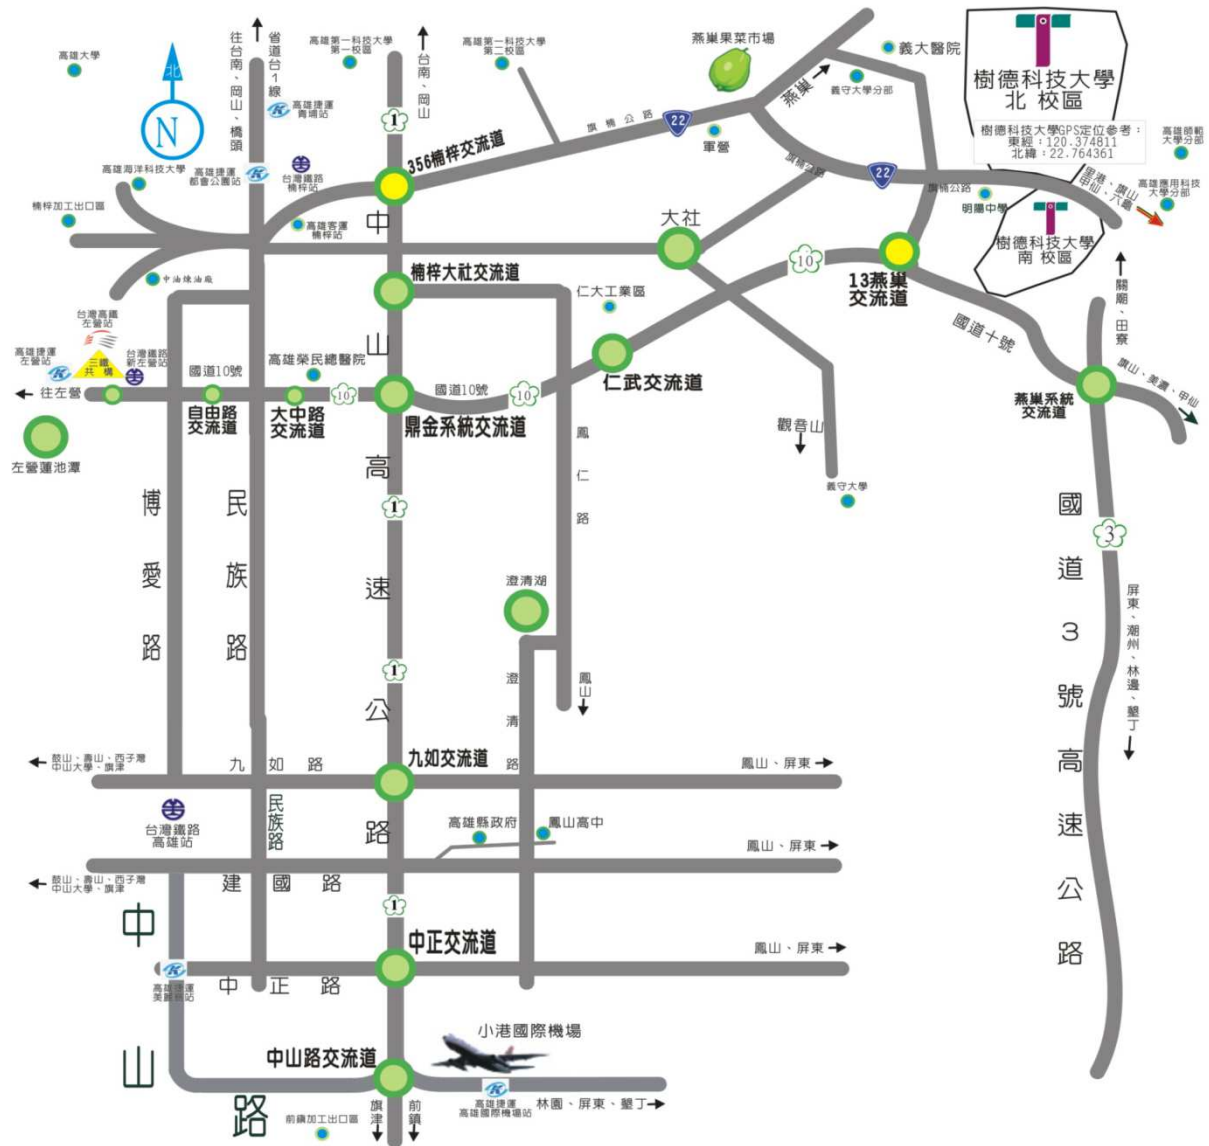 高雄大學
往台南、岡山、橋頭
省道台1線
高雄第一科技大學
第一校區
台南、岡山
高雄第一科技大學
第二校區
燕巢果菜市場
義大醫院
燕巢
義守大學分部
樹德科技大學
北 校區
樹德科技大學GPS定位參考：
東經：120.374811
北緯：22.764361
高雄師範
大學分部
北
N
高雄捷運
青埔站
1
旗楠公路
22
軍營
356楠梓交流道
高雄海洋科技大學
高雄捷運
都會公園站
台灣鐵路
楠梓站
旗楠公路
22
旗楠公路
明陽中學
里港、旗山
甲仙、六龜
高雄應用科技
大學分部
楠梓加工出口區
高雄客運
楠梓站
大社
樹德科技大學
南 校區
中油煉油廠
楠梓大社交流道
10
13燕巢
交流道
關廟、田寮
仁大工業區
台灣高鐵
左營站
高雄捷運
左營站
三鐵
共構
台灣鐵路
新左營站
國道10號
高雄榮民總醫院
國道10號
仁武交流道
國道十號
旗山、美濃、甲仙
往左營
10
10
自由路
交流道
大中路
交流道
鼎金系統交流道
燕巢系統
交流道
左營蓮池潭
觀音山
鳳仁路
義守大學
博愛路
民族路
中山高速公路
1
1
國道3號高速公路
3
澄清湖
屏東、潮州、林邊、墾丁
鳳山
澄清路
鼓山、壽山、西子灣
中山大學、旗津
九如路
九如交流道
鳳山、屏東
台灣鐵路
高雄站
民族路
高雄縣政府
鳳山高中
鳳山、屏東
鼓山、壽山、西子灣
中山大學、旗津
建國路
1
中正交流道
鳳山、屏東
高雄捷運
美麗島站
中正路
中山路
中山路交流道
小港國際機場
高雄捷運
高雄國際機場站
林園、屏東、墾丁
前鎮加工出口區
旗津
前鎮